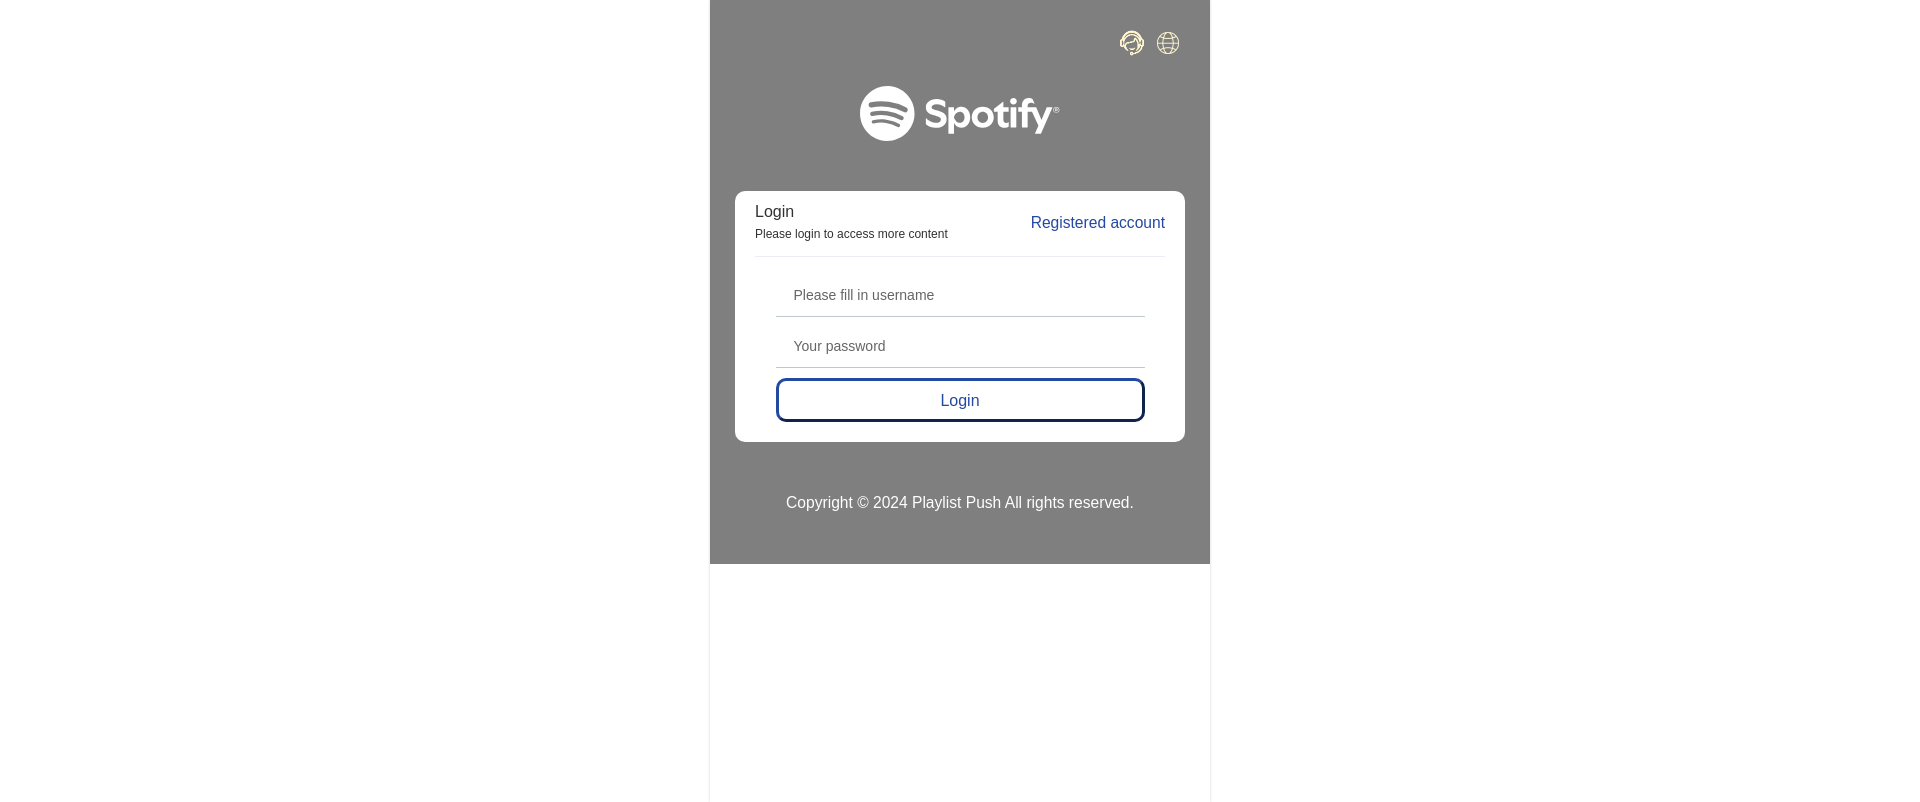 Spotify®
Login
Please login to access more content
Registered account
Please fill in username
Your password
Login
Copyright © 2024 Playlist Push All rights reserved.